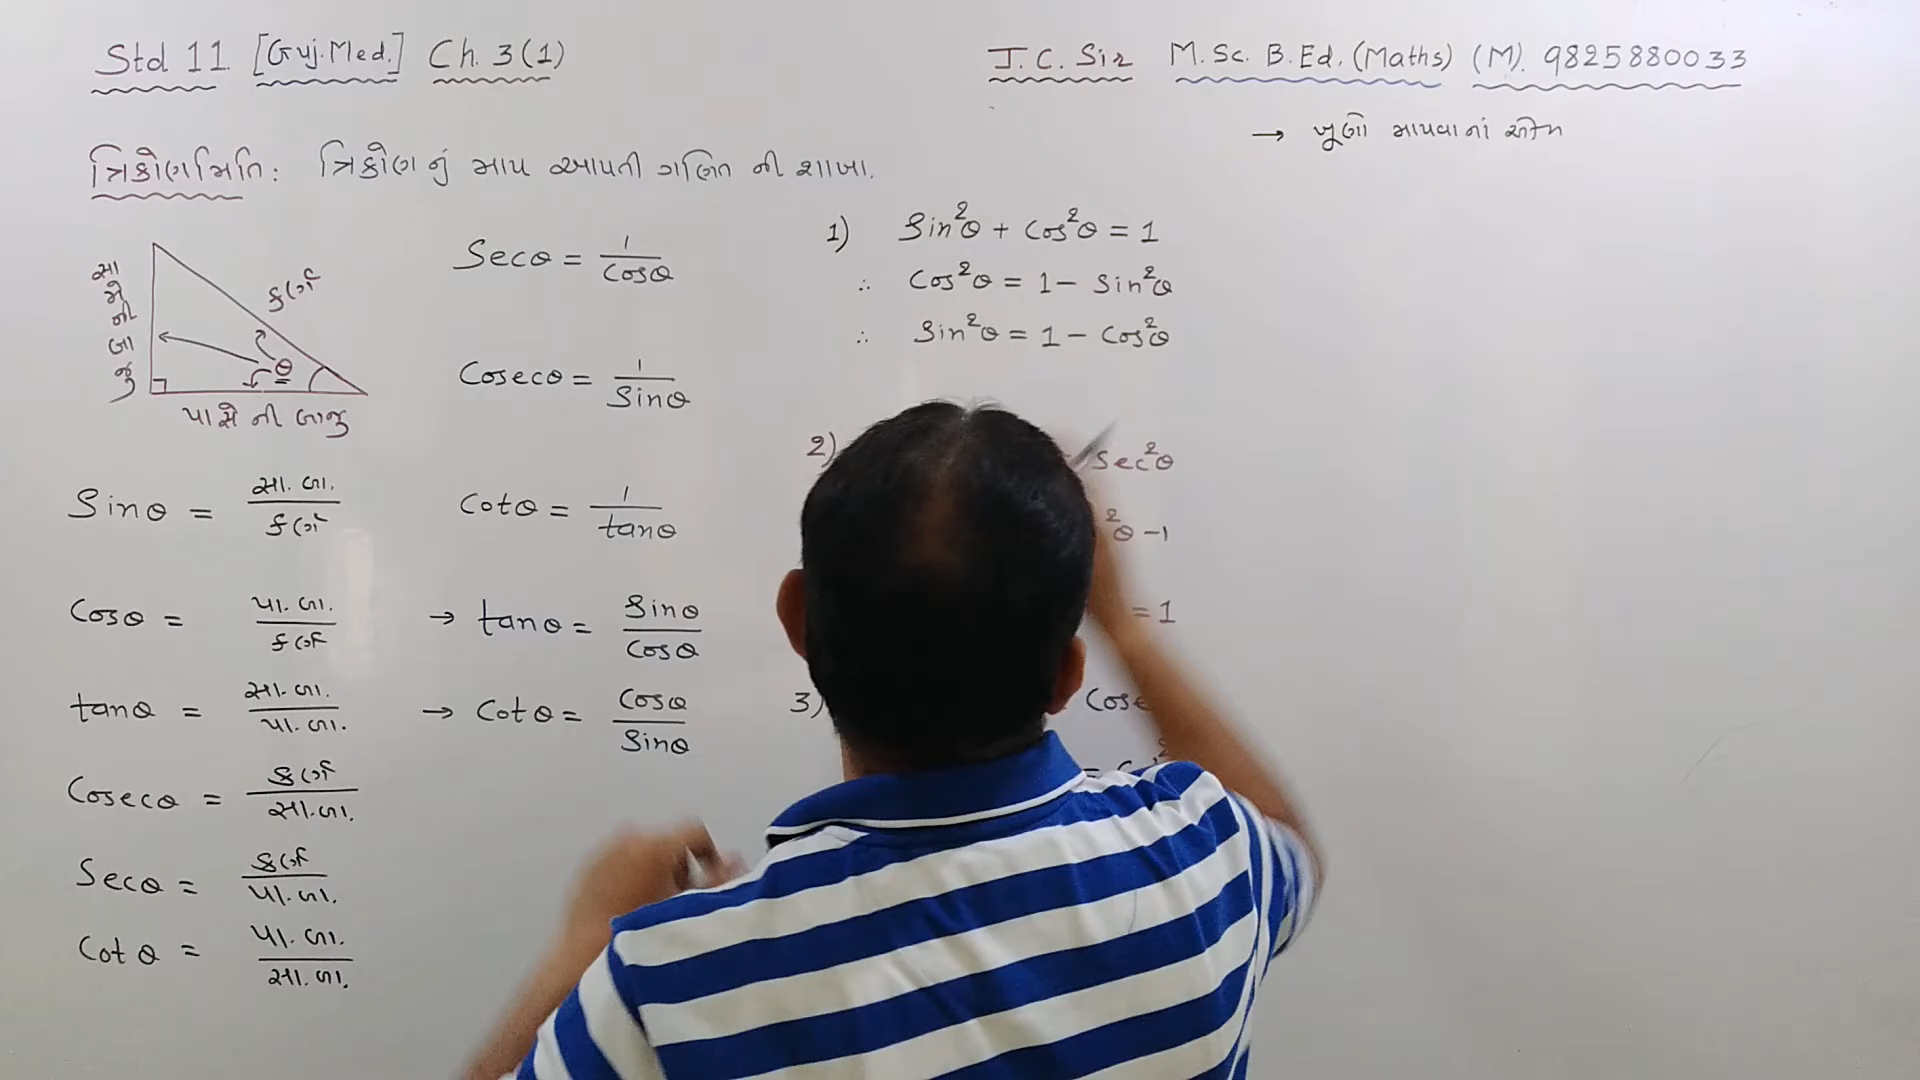 Std 11 [Guj. Med.] Ch. 3(1)
J. C. Sir M.Sc. B.Ed. (Maths) (M). 9825880033
→ ખૂણો માપવાનાં એકમ
ત્રિકોણમિતિ: ત્રિકોણ નું માપ આપતી ગણિત ની શાખા.
સામેની બાજુ
કર્ણ
θ
પાસે ની બાજુ
Sinθ = સા. બા. / કર્ણ
Cosθ = પા. બા. / કર્ણ
tanθ = સા. બા. / પા. બા.
Cosecθ = કર્ણ / સા. બા.
Secθ = કર્ણ / પા. બા.
Cot θ = પા. બા. / સા. બા.
Secθ = 1 / Cosθ
Cosecθ = 1 / Sinθ
Cotθ = 1 / tanθ
→ tanθ = Sinθ / Cosθ
→ Cotθ = Cosθ / Sinθ
1) Sin²θ + Cos²θ = 1
∴ Cos²θ = 1 - Sin²θ
∴ Sin²θ = 1 - Cos²θ
2) Sec²θ
²θ -1
= 1
3)